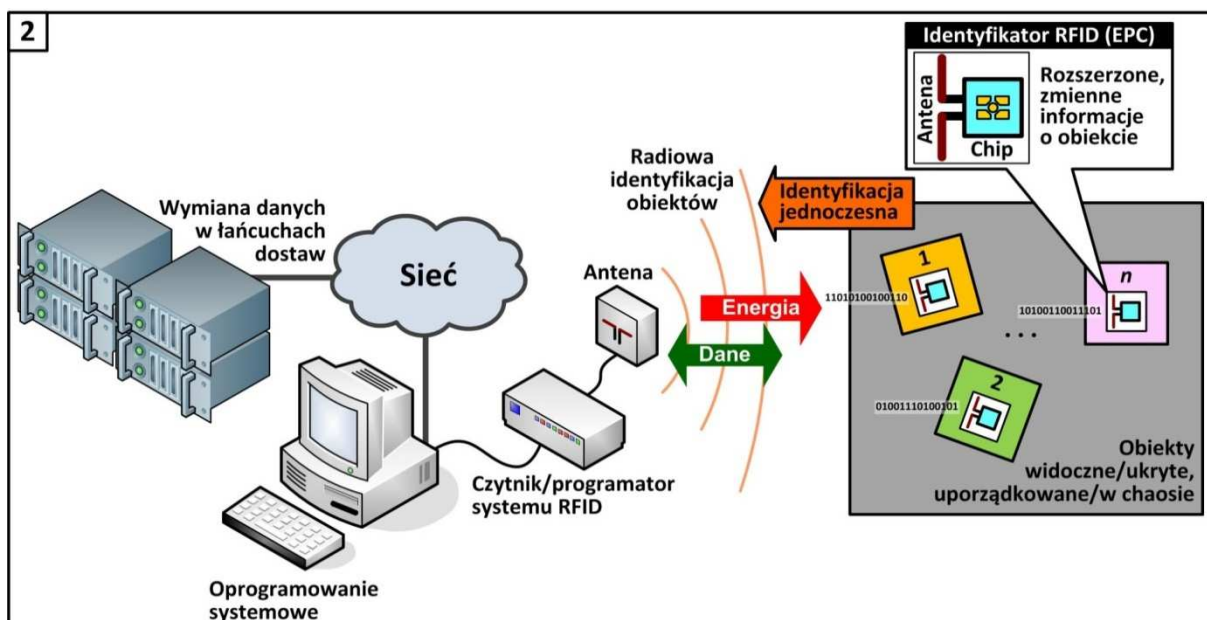 2
Identyfikator RFID (EPC)
Antena
Chip
Rozszerzone,
zmienne
informacje
o obiekcie
Radiowa
identyfikacja
obiektów
Identyfikacja
jednoczesna
Wymiana danych
w łańcuchach
dostaw
Sieć
Antena
Energia
Dane
1
11010100100110
n
10100110011101
...
2
01001110100101
Obiekty
widoczne/ukryte,
uporządkowane/w chaosie
Czytnik/programator
systemu RFID
Oprogramowanie
systemowe